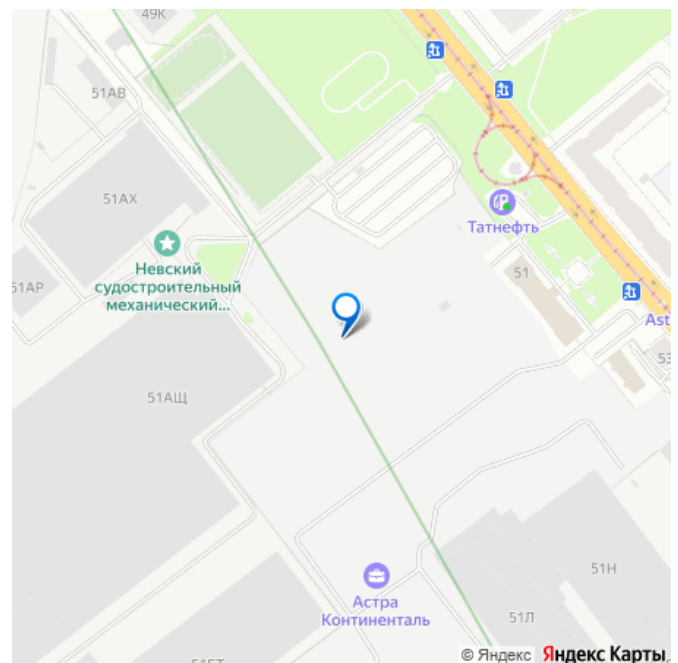 49К
51АВ
51АХ
Татнефть
Невский
судостроительный
механический...
51АР
51
Ast
53
51АЩ
51Н
Астра
Континенталь
51Л
51БТ
© Яндекс Яндекс Карты